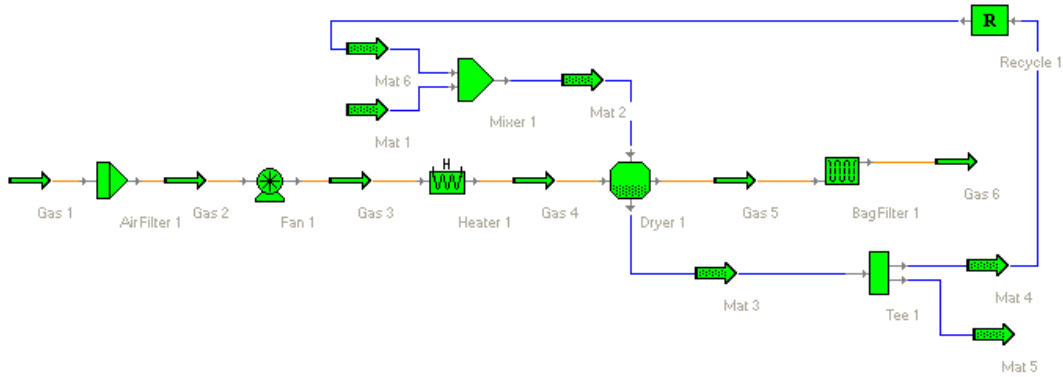 R
Recycle 1
Mat 6
Mat 1
Mixer 1
Mat 2
H
Gas 1
AirFilter 1
Gas 2
Fan 1
Gas 3
Heater 1
Gas 4
Dryer 1
Gas 5
BagFilter 1
Gas 6
Mat 3
Tee 1
Mat 4
Mat 5